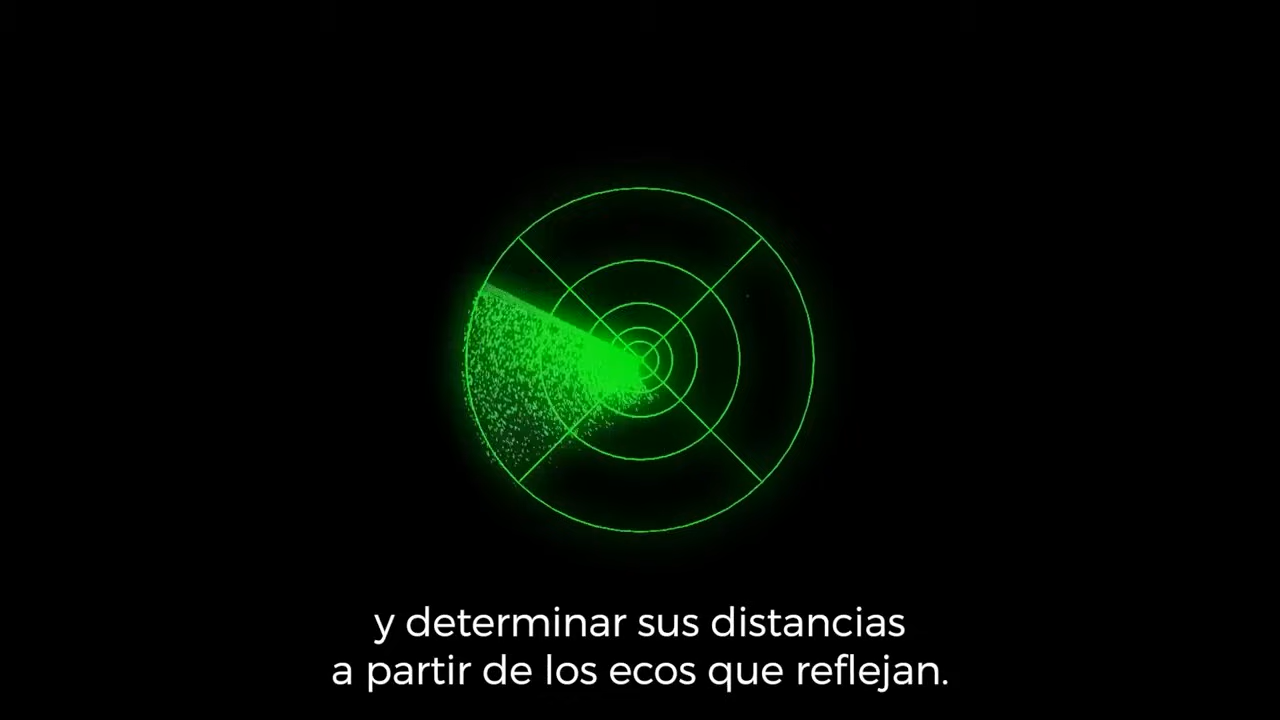 y determinar sus distancias
a partir de los ecos que reflejan.